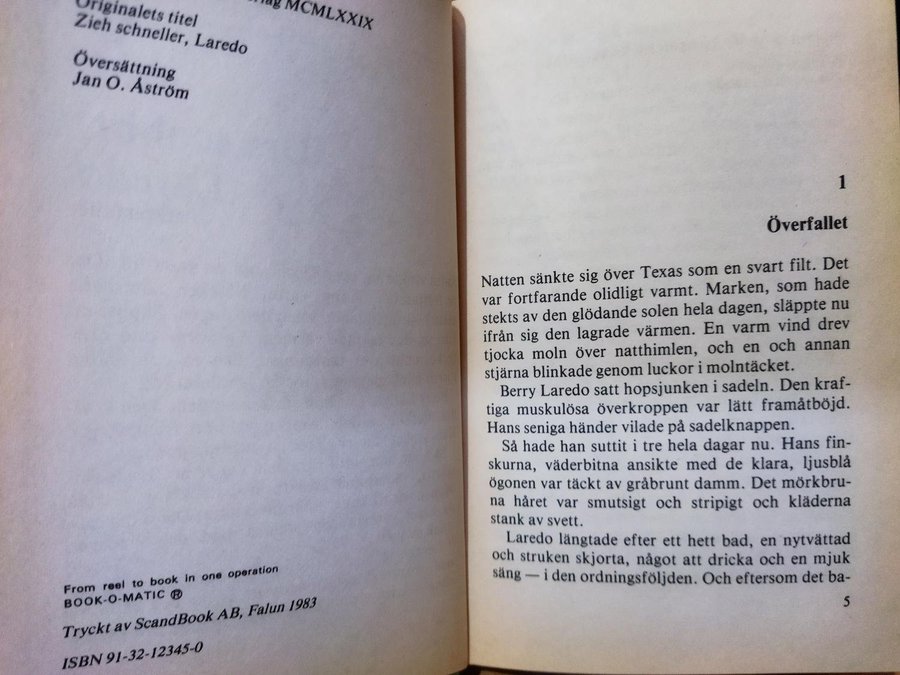 MCMLXXIX
Originalets titel
Zieh schneller, Laredo
Översättning
Jan O. Åström
From reel to book in one operation
BOOK-O-MATIC ®
Tryckt av ScandBook AB, Falun 1983
ISBN 91-32-12345-0
1
Överfallet
Natten sänkte sig över Texas som en svart filt. Det
var fortfarande olidligt varmt. Marken, som hade
stekts av den glödande solen hela dagen, släppte nu
ifrån sig den lagrade värmen. En varm vind drev
tjocka moln över natthimlen, och en och annan
stjärna blinkade genom luckor i molntäcket.
Berry Laredo satt hopsjunken i sadeln. Den kraf-
tiga muskulösa överkroppen var lätt framåtböjd.
Hans seniga händer vilade på sadelknappen.
Så hade han suttit i tre hela dagar nu. Hans fin-
skurna, väderbitna ansikte med de klara, ljusblå
ögonen var täckt av gråbrunt damm. Det mörkbru-
na håret var smutsigt och stripigt och kläderna
stank av svett.
Laredo längtade efter ett hett bad, en nytvättad
och struken skjorta, något att dricka och en mjuk
säng — i den ordningsföljden. Och eftersom det ba-
5